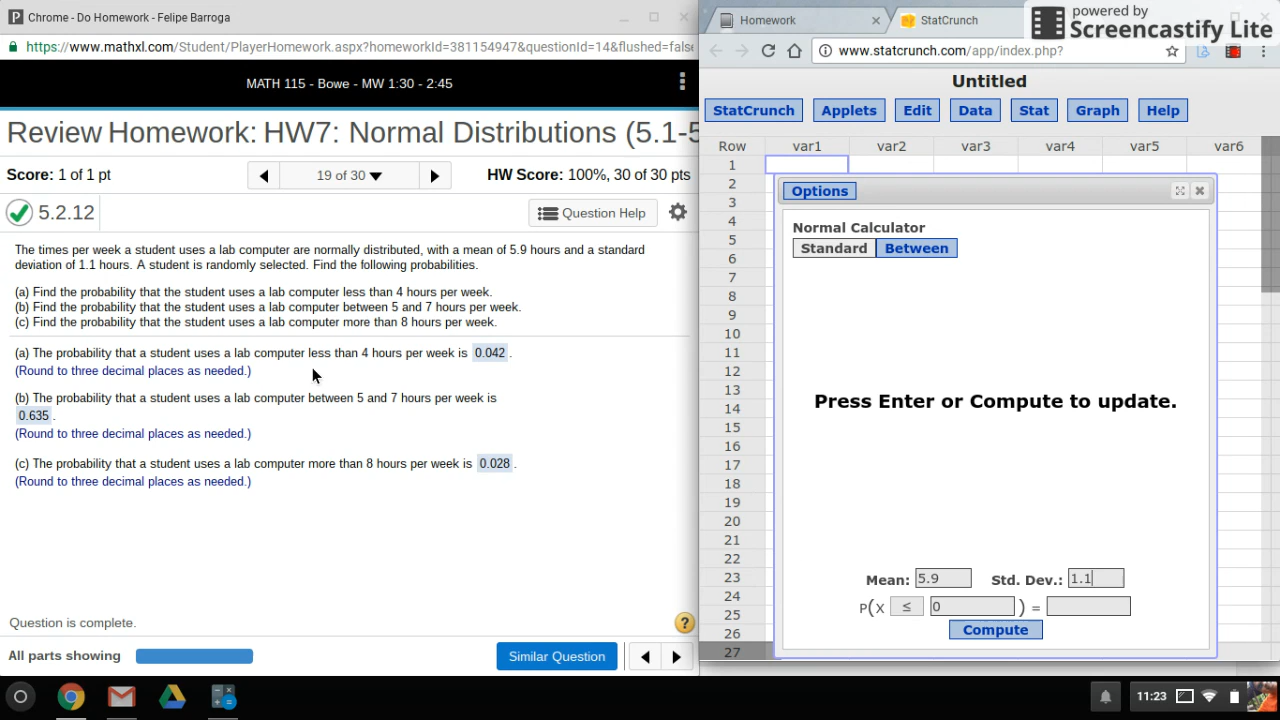 Chrome - Do Homework - Felipe Barroga
https://www.mathxl.com/Student/PlayerHomework.aspx?homeworkId=381154947&questionId=14&flushed=false
MATH 115 - Bowe - MW 1:30 - 2:45
Review Homework: HW7: Normal Distributions (5.1-5
Score: 1 of 1 pt
19 of 30
HW Score: 100%, 30 of 30 pts
5.2.12
Question Help
The times per week a student uses a lab computer are normally distributed, with a mean of 5.9 hours and a standard
deviation of 1.1 hours. A student is randomly selected. Find the following probabilities.
(a) Find the probability that the student uses a lab computer less than 4 hours per week.
(b) Find the probability that the student uses a lab computer between 5 and 7 hours per week.
(c) Find the probability that the student uses a lab computer more than 8 hours per week.
(a) The probability that a student uses a lab computer less than 4 hours per week is 0.042 .
(Round to three decimal places as needed.)
(b) The probability that a student uses a lab computer between 5 and 7 hours per week is
0.635 .
(Round to three decimal places as needed.)
(c) The probability that a student uses a lab computer more than 8 hours per week is 0.028 .
(Round to three decimal places as needed.)
Question is complete.
?
All parts showing
Similar Question
Homework
StatCrunch
powered by
Screencastify Lite
www.statcrunch.com/app/index.php?
Untitled
StatCrunch Applets Edit Data Stat Graph Help
Row var1 var2 var3 var4 var5 var6
1
2
3
4
5
6
7
8
9
10
11
12
13
14
15
16
17
18
19
20
21
22
23
24
25
26
27
Options
Normal Calculator
Standard Between
Press Enter or Compute to update.
Mean: 5.9 Std. Dev.: 1.1
P(X ≤ 0 ) =
Compute
11:23